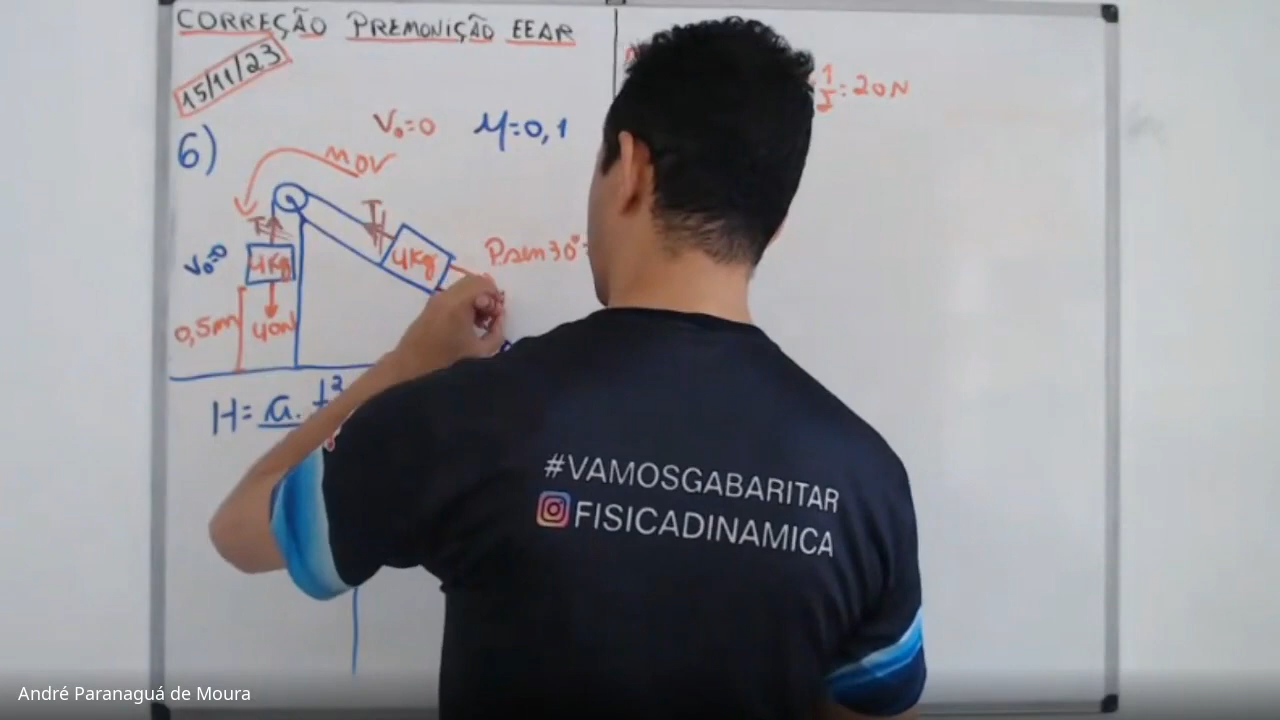 CORREÇÃO PREMONIÇÃO EEAR
15/11/23
6)
V₀=0
μ=0,1
MOV
T
T
V₀=0
4kg
4kg
Psen30°
0,5m
40N
H= a. t²
1/2=20N
#VAMOSGABARITAR
FISICADINAMICA
André Paranaguá de Moura